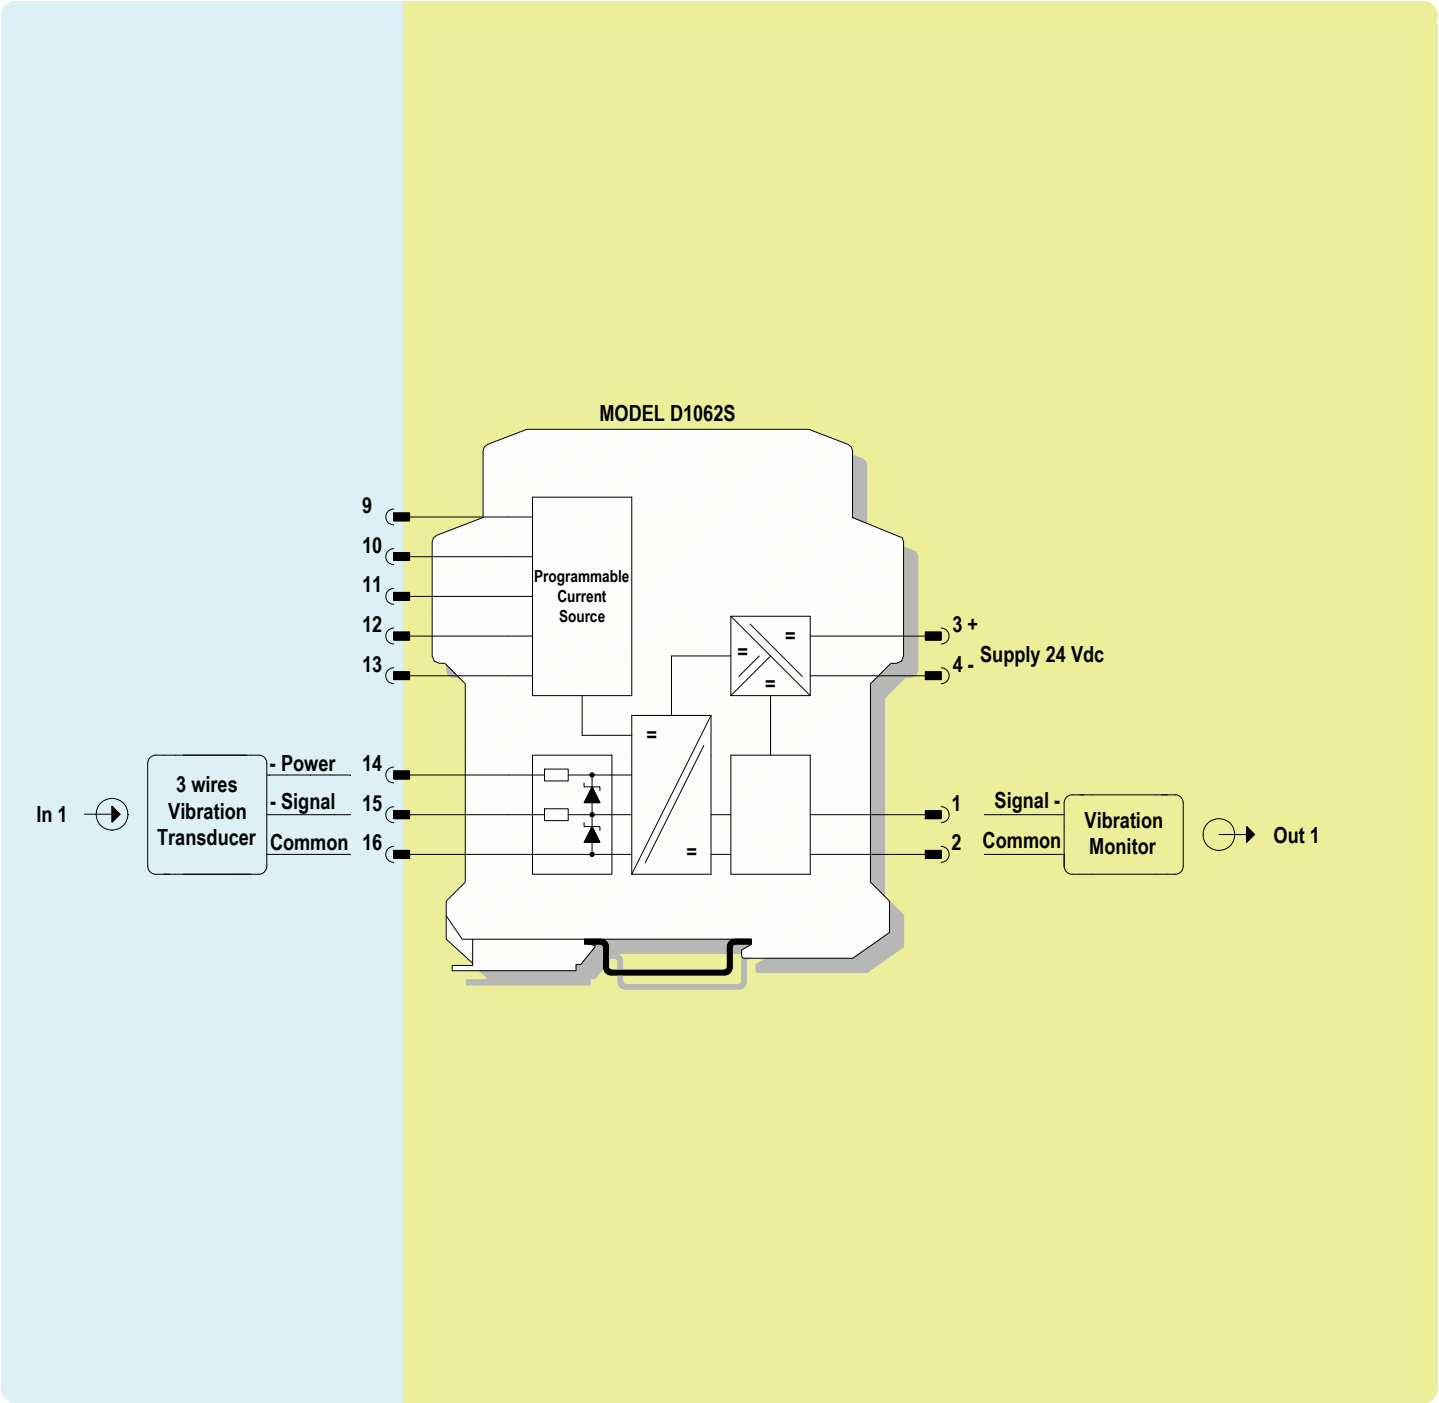 MODEL D1062S
9
10
11
12
13
Programmable
Current
Source
=
=
=
3 +
4 -
Supply 24 Vdc
=
=
In 1
3 wires
Vibration
Transducer
- Power
- Signal
Common
14
15
16
1
2
Signal -
Common
Vibration
Monitor
Out 1